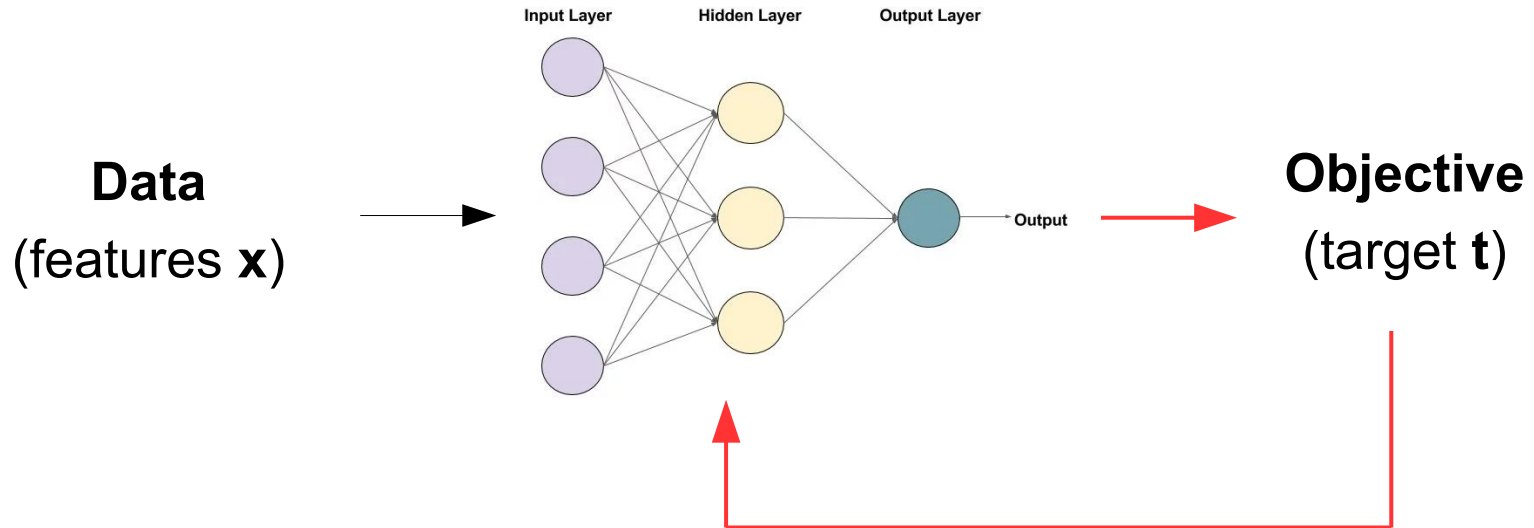 Input Layer
Hidden Layer
Output Layer
Data
(features x)
Output
Objective
(target t)